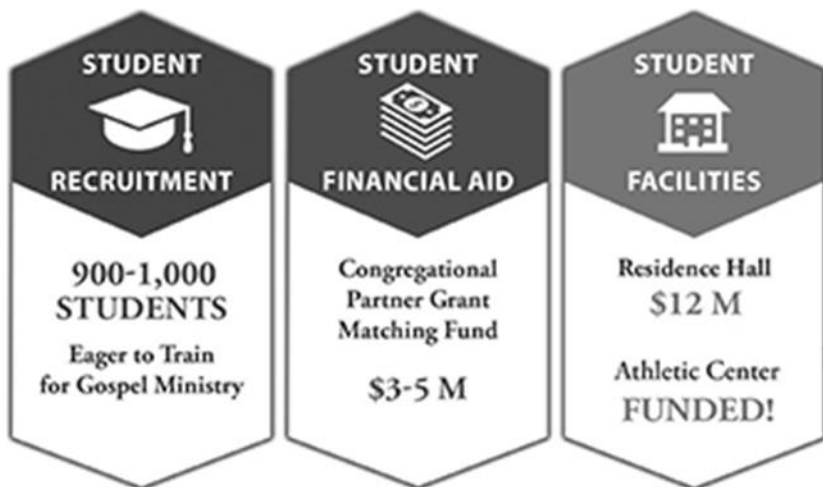 STUDENT
RECRUITMENT
900-1,000
STUDENTS
Eager to Train
for Gospel Ministry
STUDENT
FINANCIAL AID
Congregational
Partner Grant
Matching Fund
$3-5 M
STUDENT
FACILITIES
Residence Hall
$12 M
Athletic Center
FUNDED!